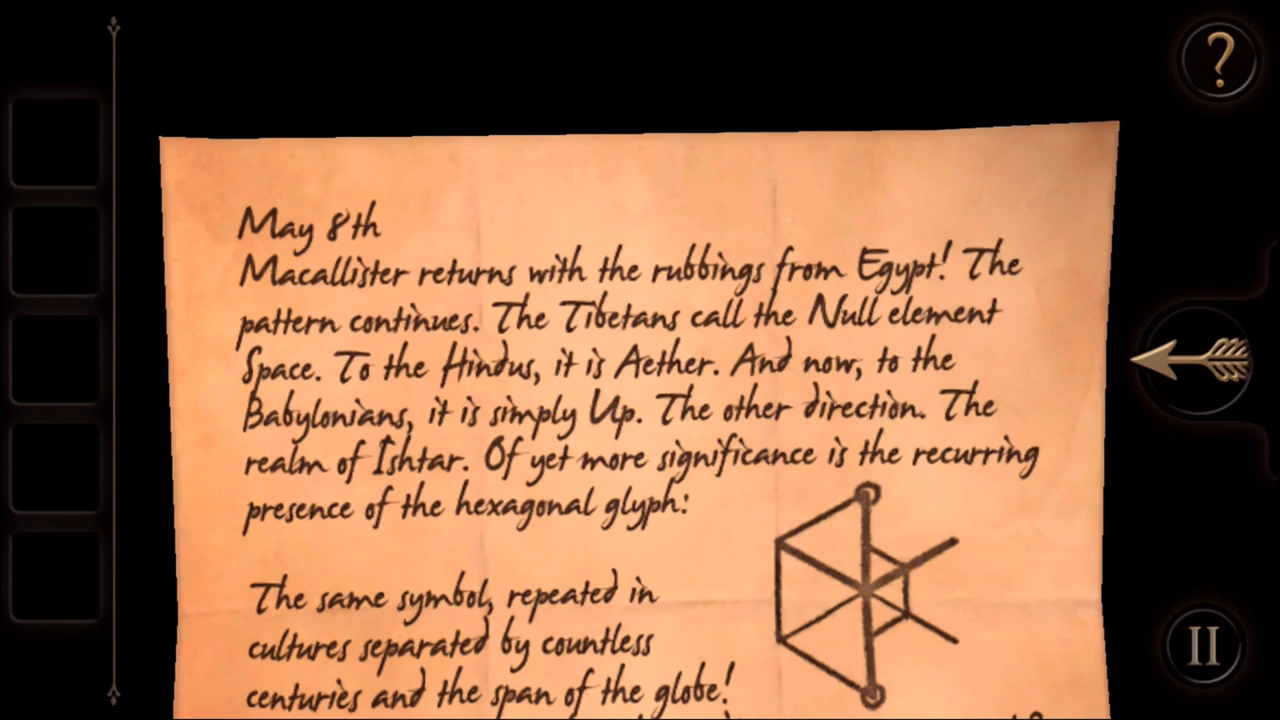 May 8th
Macallister returns with the rubbings from Egypt! The
pattern continues. The Tibetans call the Null element
Space. To the Hindus, it is Aether. And now, to the
Babylonians, it is simply Up. The other direction. The
realm of Ishtar. Of yet more significance is the recurring
presence of the hexagonal glyph:
The same symbol, repeated in
cultures separated by countless
centuries and the span of the globe!
?